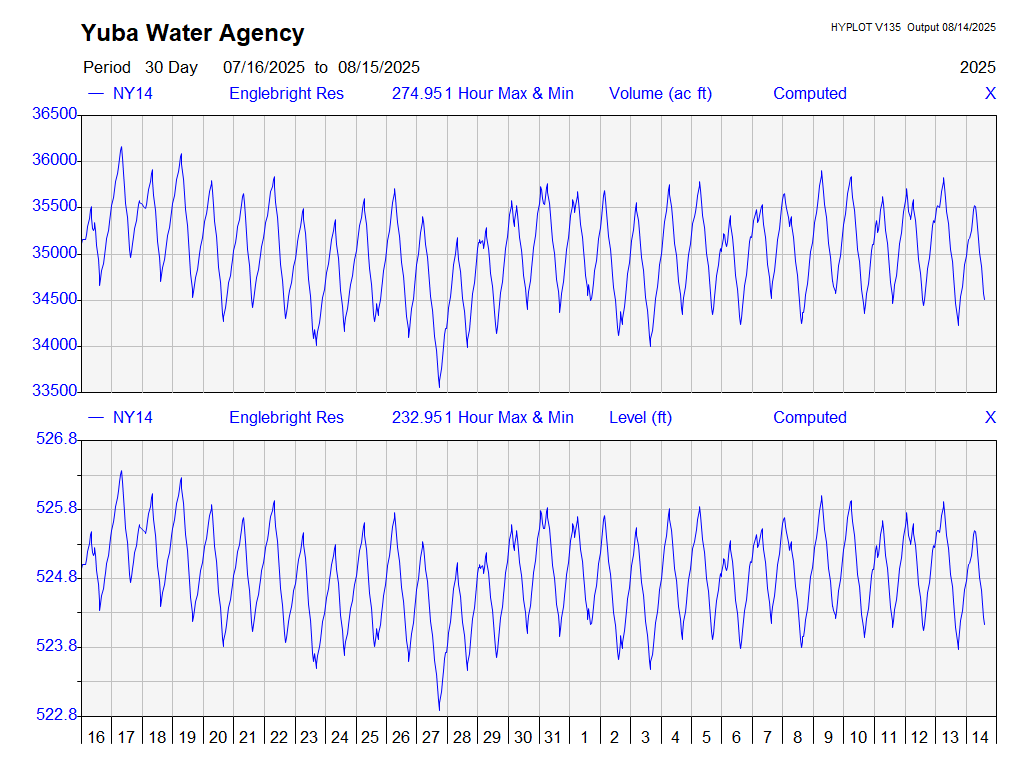 Yuba Water Agency
HYPLOT V135 Output 08/14/2025
Period 30 Day 07/16/2025 to 08/15/2025
2025
NY14 Englebright Res 274.951 Hour Max & Min Volume (ac ft) Computed X
36500
36000
35500
35000
34500
34000
33500
NY14 Englebright Res 232.951 Hour Max & Min Level (ft) Computed X
526.8
525.8
524.8
523.8
522.8
16 17 18 19 20 21 22 23 24 25 26 27 28 29 30 31 1 2 3 4 5 6 7 8 9 10 11 12 13 14